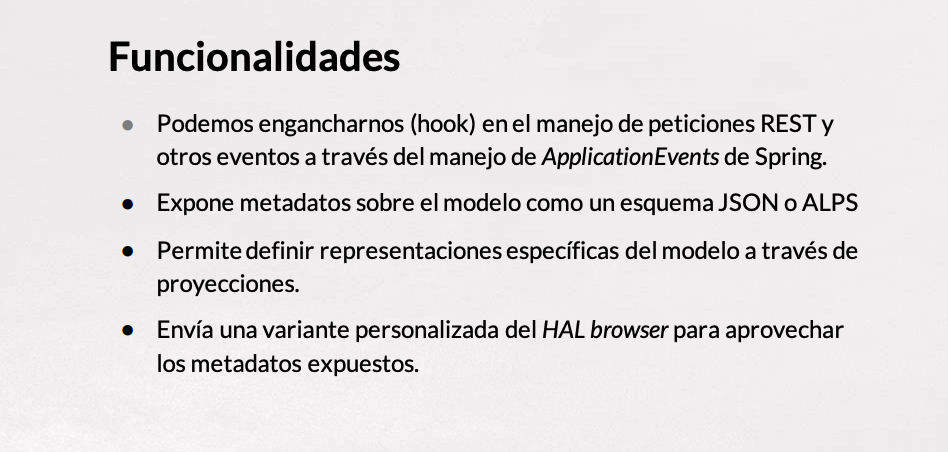 Funcionalidades
● Podemos engancharnos (hook) en el manejo de peticiones REST y
otros eventos a través del manejo de ApplicationEvents de Spring.
● Expone metadatos sobre el modelo como un esquema JSON o ALPS
● Permite definir representaciones específicas del modelo a través de
proyecciones.
● Envía una variante personalizada del HAL browser para aprovechar
los metadatos expuestos.